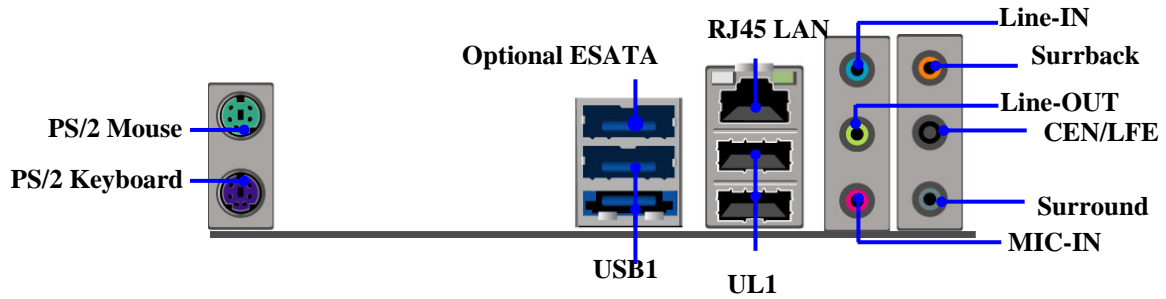 Line-IN
RJ45 LAN
Optional ESATA
Surrback
Line-OUT
PS/2 Mouse
CEN/LFE
PS/2 Keyboard
Surround
MIC-IN
USB1
UL1